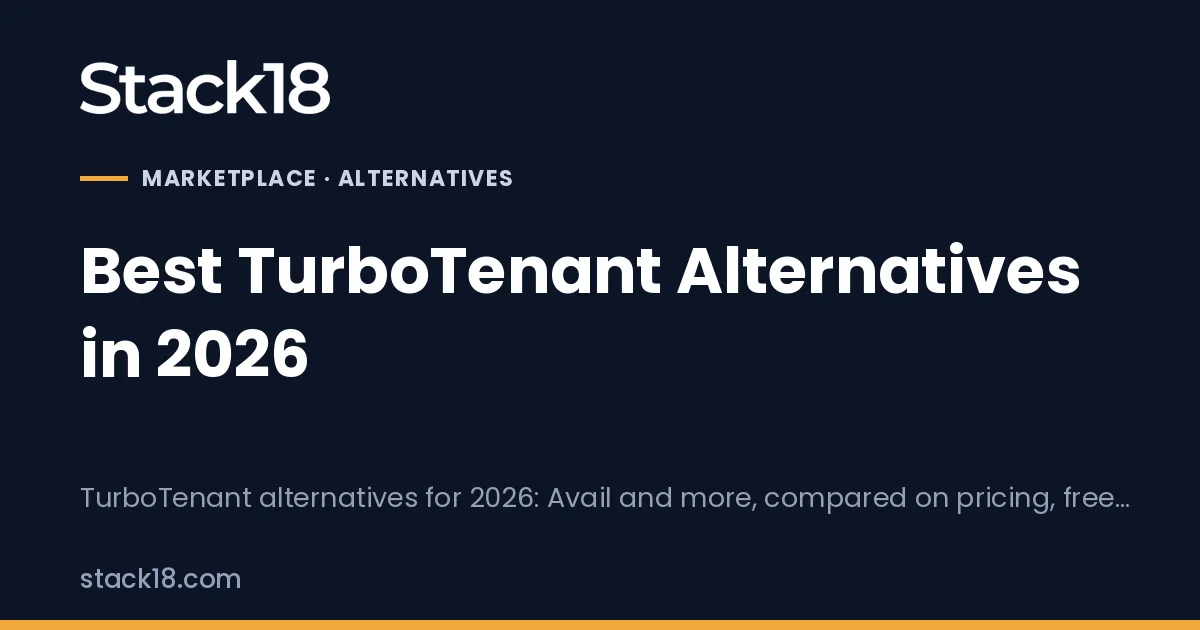 Stack18
MARKETPLACE · ALTERNATIVES
Best TurboTenant Alternatives
in 2026
TurboTenant alternatives for 2026: Avail and more, compared on pricing, free...
stack18.com